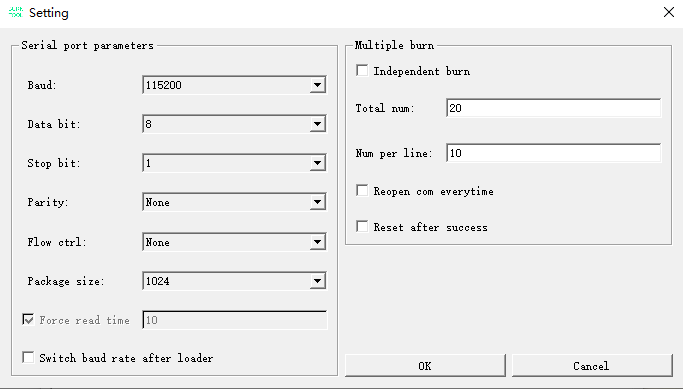 BURN
TOOL
Setting
Serial port parameters
Baud:
115200
Data bit:
8
Stop bit:
1
Parity:
None
Flow ctrl:
None
Package size:
1024
Force read time
10
Switch baud rate after loader
Multiple burn
Independent burn
Total num:
20
Num per line:
10
Reopen com everytime
Reset after success
OK
Cancel